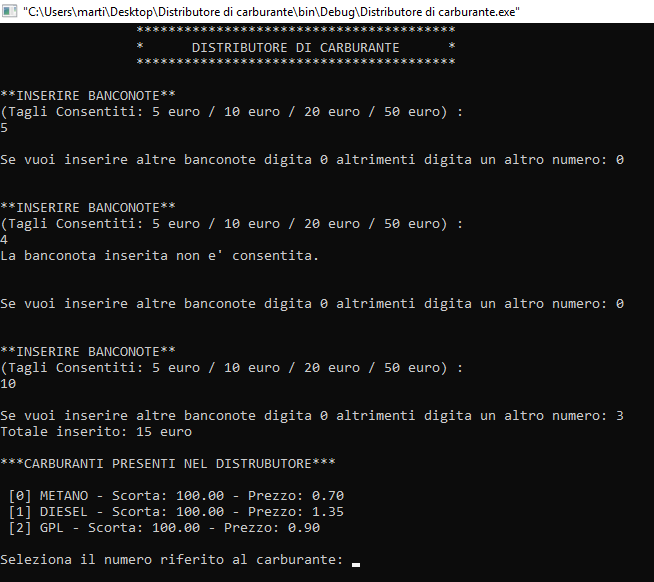 "C:\Users\marti\Desktop\Distributore di carburante\bin\Debug\Distributore di carburante.exe"
****************************************
* DISTRIBUTORE DI CARBURANTE *
****************************************
**INSERIRE BANCONOTE**
(Tagli Consentiti: 5 euro / 10 euro / 20 euro / 50 euro) :
5
Se vuoi inserire altre banconote digita 0 altrimenti digita un altro numero: 0
**INSERIRE BANCONOTE**
(Tagli Consentiti: 5 euro / 10 euro / 20 euro / 50 euro) :
4
La banconota inserita non e' consentita.
Se vuoi inserire altre banconote digita 0 altrimenti digita un altro numero: 0
**INSERIRE BANCONOTE**
(Tagli Consentiti: 5 euro / 10 euro / 20 euro / 50 euro) :
10
Se vuoi inserire altre banconote digita 0 altrimenti digita un altro numero: 3
Totale inserito: 15 euro
***CARBURANTI PRESENTI NEL DISTRUBUTORE***
[0] METANO - Scorta: 100.00 - Prezzo: 0.70
[1] DIESEL - Scorta: 100.00 - Prezzo: 1.35
[2] GPL - Scorta: 100.00 - Prezzo: 0.90
Seleziona il numero riferito al carburante: